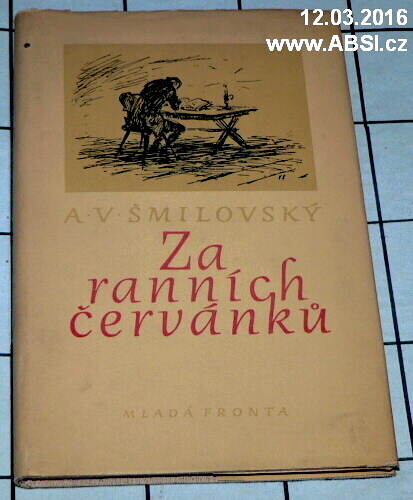 12.03.2016
www.ABSI.cz
A·V·ŠMILOVSKÝ
Za
ranních
červánků
MLADÁ FRONTA